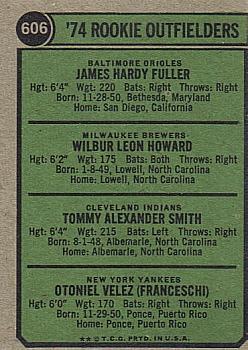 606
'74 ROOKIE OUTFIELDERS
BALTIMORE ORIOLES
JAMES HARDY FULLER
Hgt: 6'4" Wgt: 220 Bats: Right Throws: Right
Born: 11-28-50, Bethesda, Maryland
Home: San Diego, California
MILWAUKEE BREWERS
WILBUR LEON HOWARD
Hgt: 6'2" Wgt: 175 Bats: Both Throws: Right
Born: 1-8-49, Lowell, North Carolina
Home: Lowell, North Carolina
CLEVELAND INDIANS
TOMMY ALEXANDER SMITH
Hgt: 6'4" Wgt: 215 Bats: Left Throws: Right
Born: 8-1-48, Albemarle, North Carolina
Home: Albemarle, North Carolina
NEW YORK YANKEES
OTONIEL VELEZ (FRANCESCHI)
Hgt: 6'0" Wgt: 170 Bats: Right Throws: Right
Born: 11-29-50, Ponce, Puerto Rico
Home: Ponce, Puerto Rico
★★ © T.C.G. PRTD. IN U.S.A.